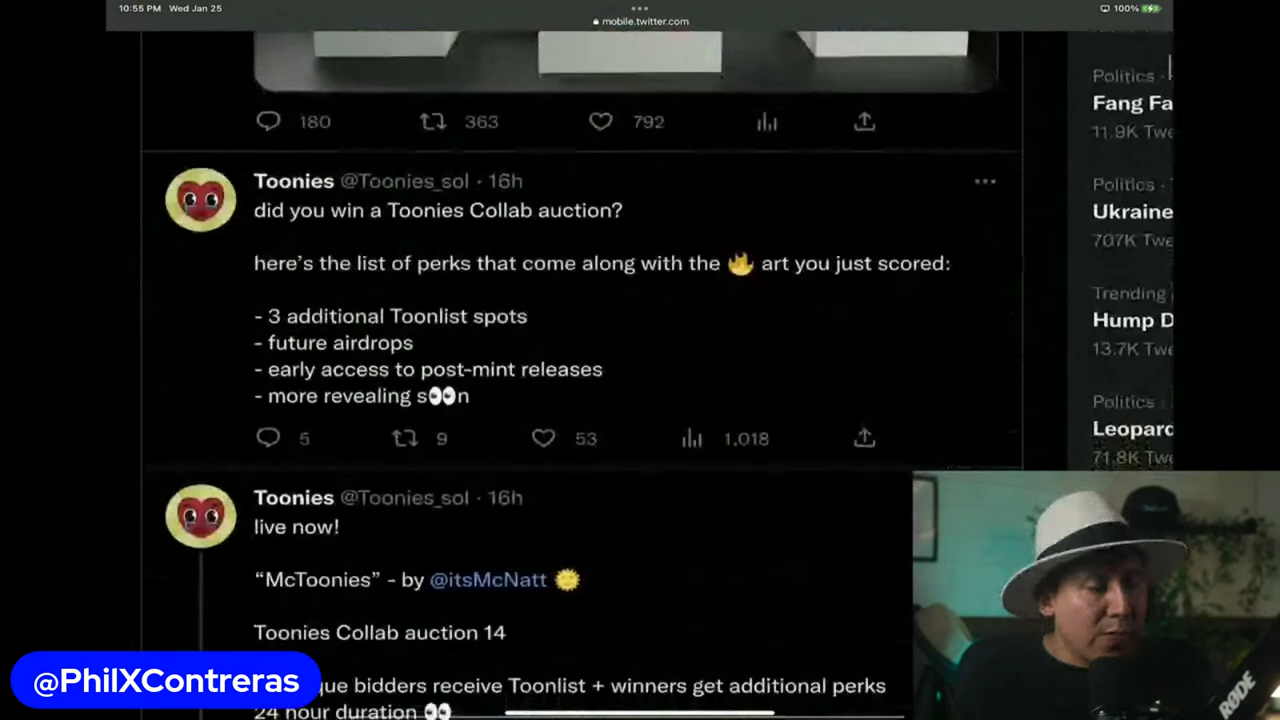 10:55 PM Wed Jan 25
100%
mobile.twitter.com
180 363 792
Toonies @Toonies_sol · 16h
did you win a Toonies Collab auction?
here's the list of perks that come along with the 🔥 art you just scored:
- 3 additional Toonlist spots
- future airdrops
- early access to post-mint releases
- more revealing s👀n
5 9 53 1,018
Toonies @Toonies_sol · 16h
live now!
“McToonies” - by @itsMcNatt 🌞
Toonies Collab auction 14
bidders receive Toonlist + winners get additional perks
24 hour duration 👀
Politics ·
Fang Fa
11.9K Twe
Politics ·
Ukraine
707K Twe
Trending
Hump D
13.7K Twe
Politics ·
Leopard
71.8K Twe
@PhilXContreras
RØDE